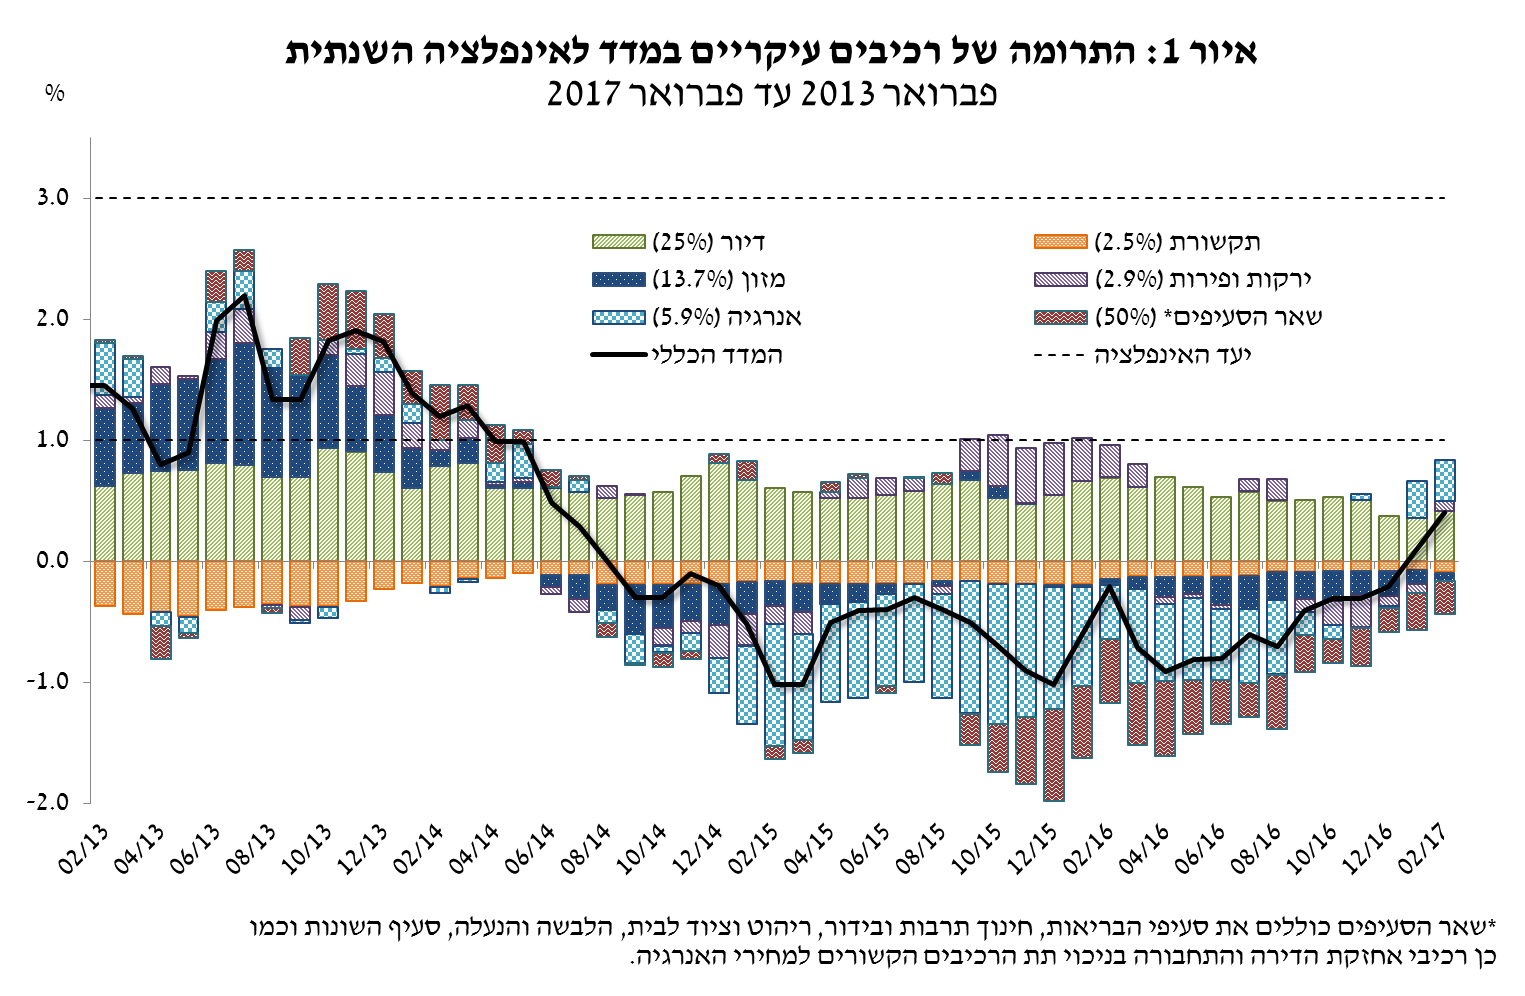 איור 1: התרומה של רכיבים עיקריים במדד לאינפלציה השנתית
פברואר 2013 עד פברואר 2017
%
3.0
2.0
1.0
0.0
-1.0
-2.0
דיור (25%)
תקשורת (2.5%)
מזון (13.7%)
ירקות ופירות (2.9%)
אנרגיה (5.9%)
שאר הסעיפים* (50%)
המדד הכללי
יעד האינפלציה
02/13 04/13 06/13 08/13 10/13 12/13 02/14 04/14 06/14 08/14 10/14 12/14 02/15 04/15 06/15 08/15 10/15 12/15 02/16 04/16 06/16 08/16 10/16 12/16 02/17
*שאר הסעיפים כוללים את סעיפי הבריאות, חינוך תרבות ובידור, ריהוט וציוד לבית, הלבשה והנעלה, סעיף השונות וכמו
כן רכיבי אחזקת הדירה והתחבורה בניכוי תת הרכיבים הקשורים למחירי האנרגיה.